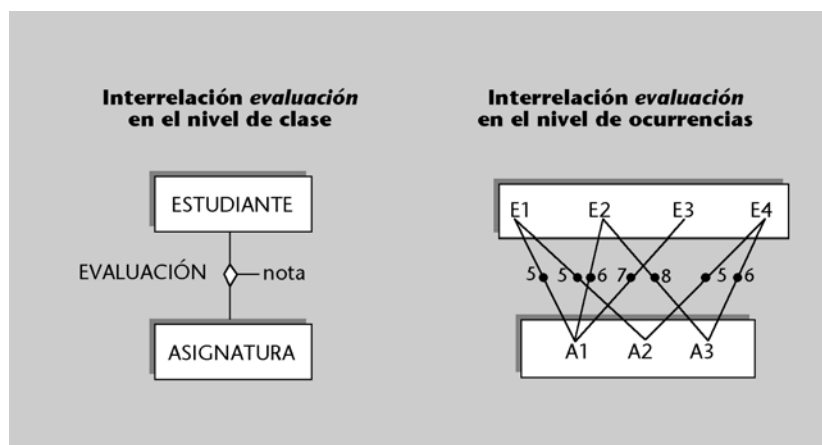 Interrelación evaluación
en el nivel de clase
ESTUDIANTE
EVALUACIÓN nota
ASIGNATURA
Interrelación evaluación
en el nivel de ocurrencias
E1 E2 E3 E4
5 5 6 7 8 5 6
A1 A2 A3